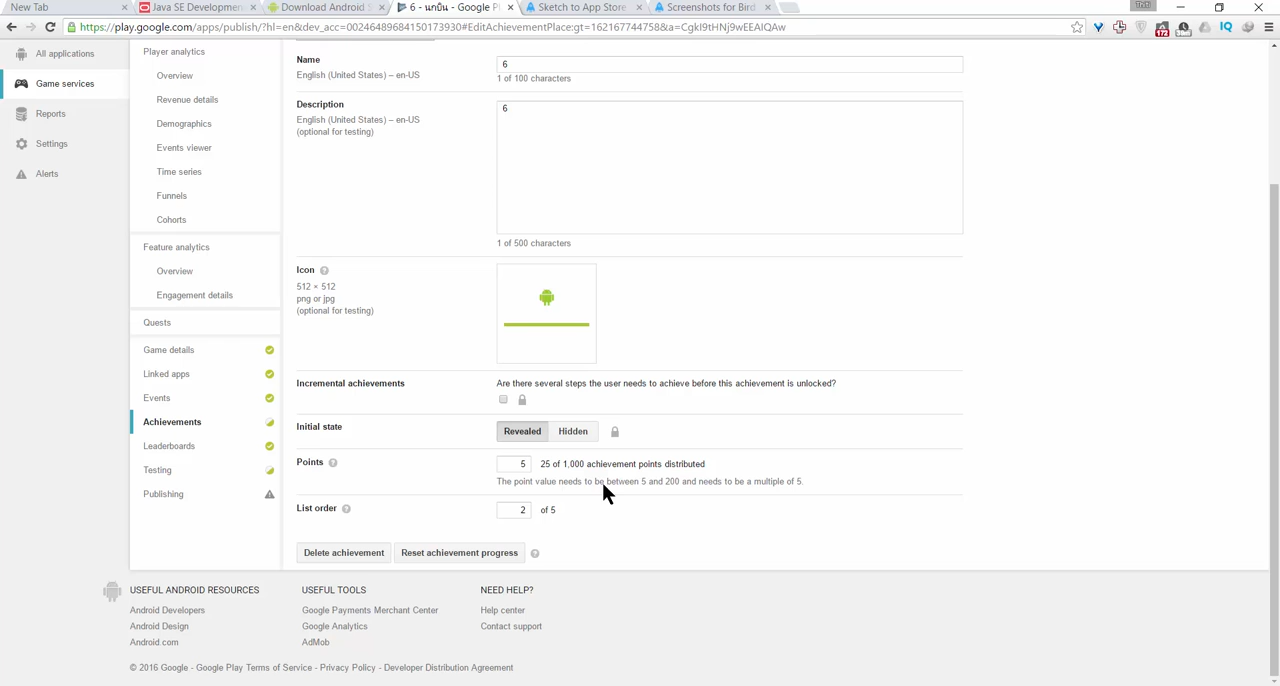 New Tab
Java SE Developmen
Download Android S
6 - นกบิน - Google Pl
Sketch to App Store
Screenshots for Bird
https://play.google.com/apps/publish/?hl=en&dev_acc=00246489684150173930#EditAchievementPlace:gt=162167744758&a=CgkI9tHNj9wEEAIQAw
All applications
Game services
Reports
Settings
Alerts
Player analytics
Overview
Revenue details
Demographics
Events viewer
Time series
Funnels
Cohorts
Feature analytics
Overview
Engagement details
Quests
Game details
Linked apps
Events
Achievements
Leaderboards
Testing
Publishing
Name
English (United States) – en-US
6
1 of 100 characters
Description
English (United States) – en-US
(optional for testing)
6
1 of 500 characters
Icon
512 × 512
png or jpg
(optional for testing)
Incremental achievements
Are there several steps the user needs to achieve before this achievement is unlocked?
Initial state
Revealed Hidden
Points
5 25 of 1,000 achievement points distributed
The point value needs to be between 5 and 200 and needs to be a multiple of 5.
List order
2 of 5
Delete achievement
Reset achievement progress
USEFUL ANDROID RESOURCES
Android Developers
Android Design
Android.com
USEFUL TOOLS
Google Payments Merchant Center
Google Analytics
AdMob
NEED HELP?
Help center
Contact support
© 2016 Google - Google Play Terms of Service - Privacy Policy - Developer Distribution Agreement